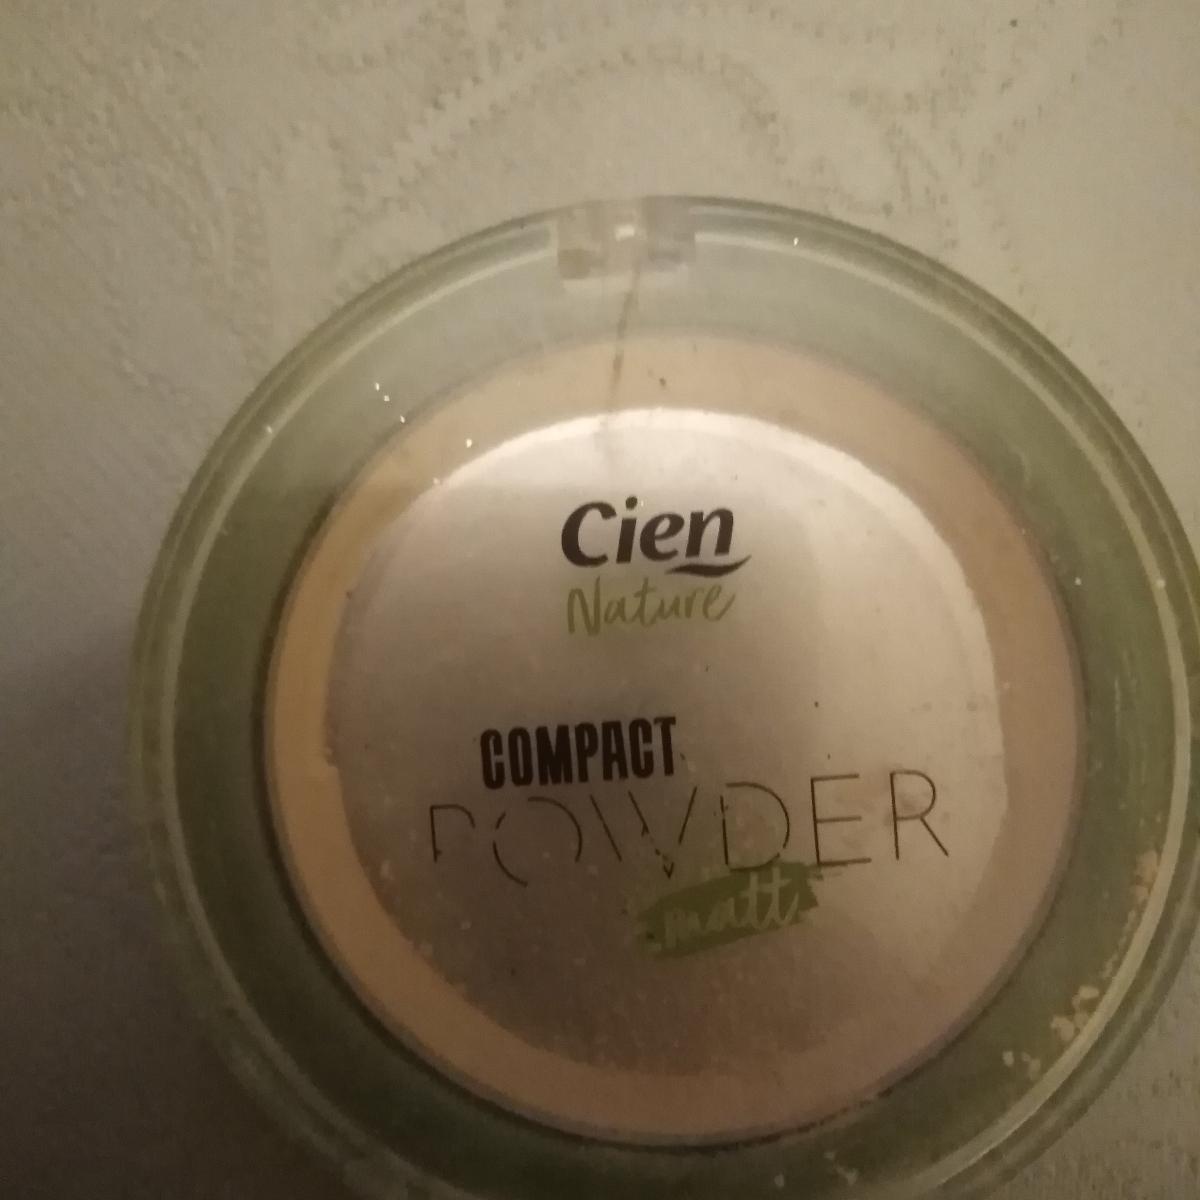 Cien
Nature
COMPACT
POWDER
matt